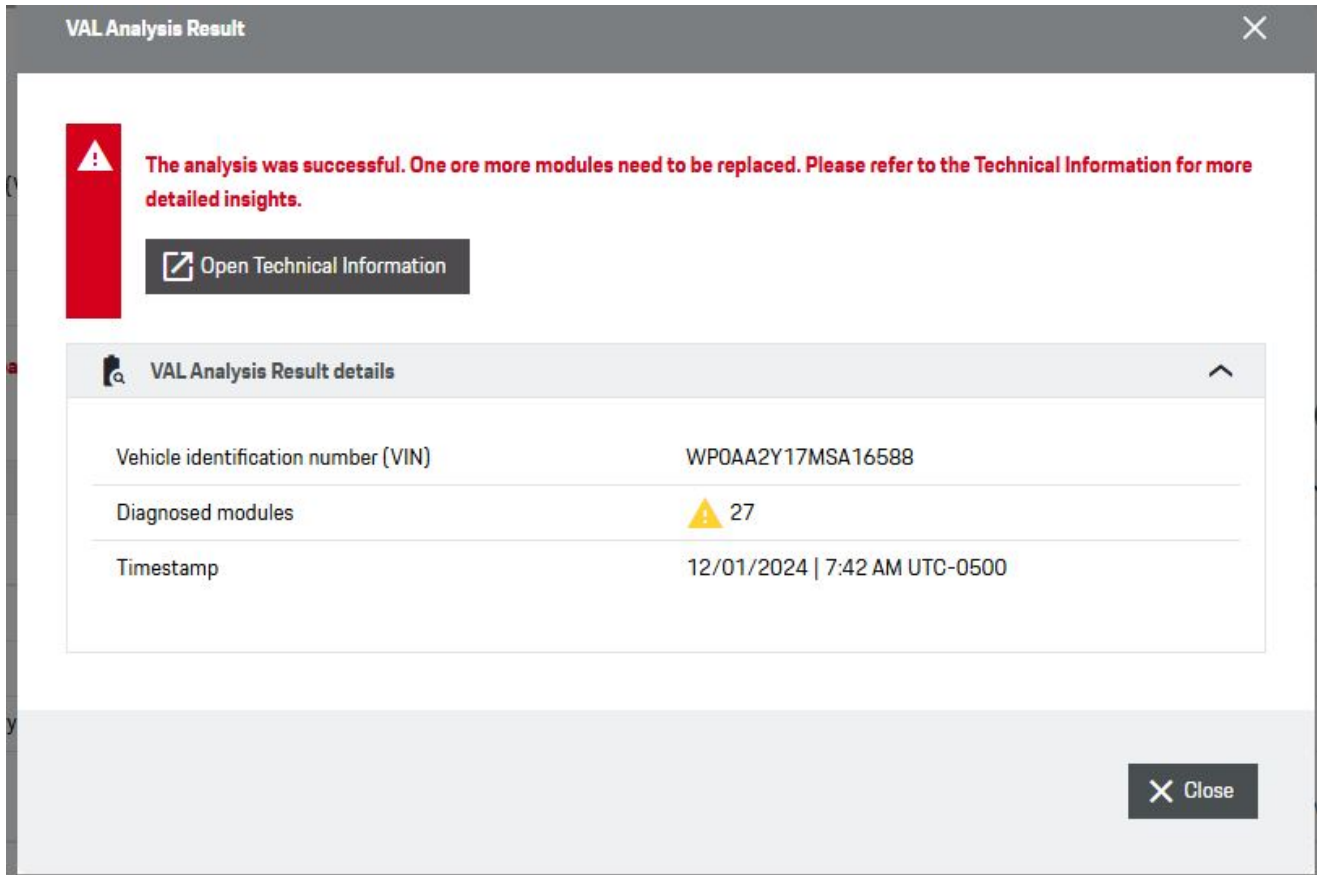 VAL Analysis Result
The analysis was successful. One ore more modules need to be replaced. Please refer to the Technical Information for more
detailed insights.
Open Technical Information
VAL Analysis Result details
Vehicle identification number (VIN) WP0AA2Y17MSA16588
Diagnosed modules 27
Timestamp 12/01/2024 | 7:42 AM UTC-0500
Close